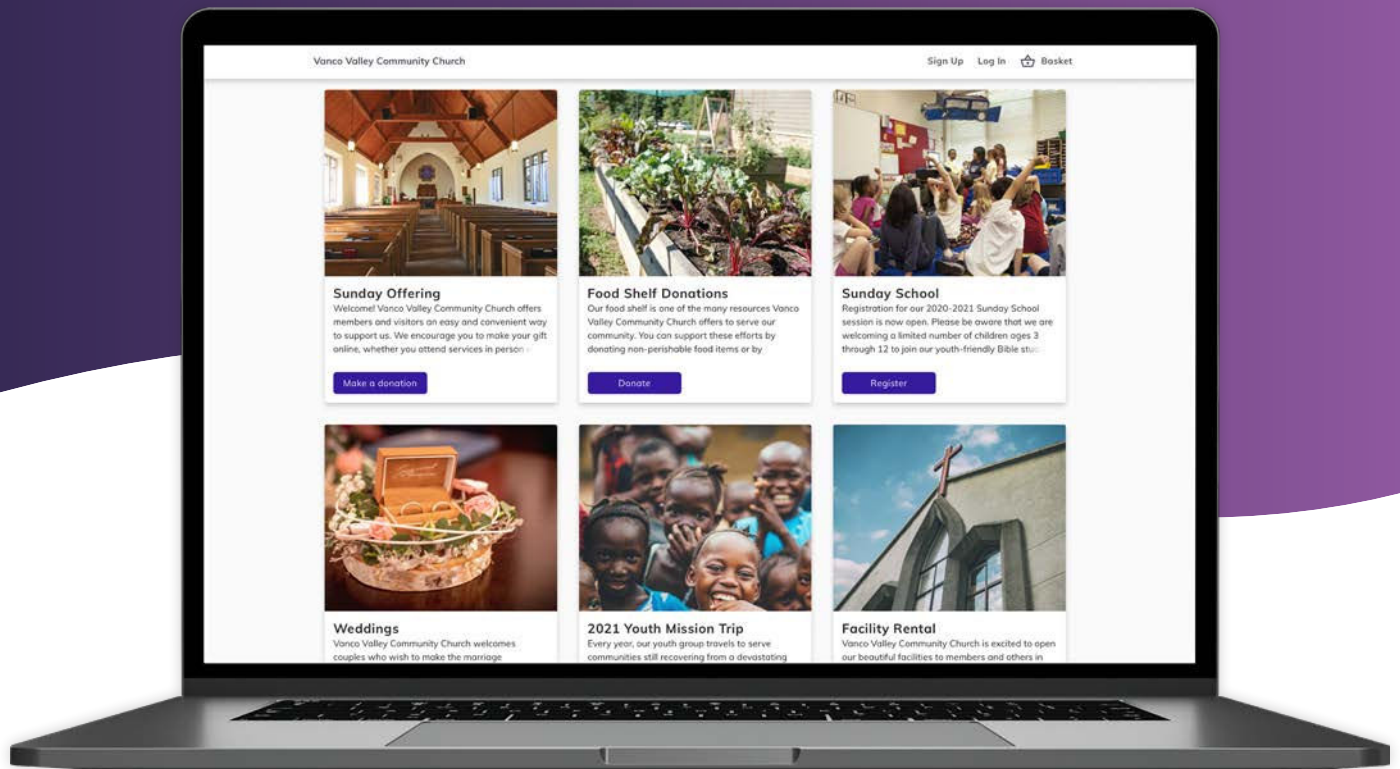 Vanco Valley Community Church
Sign Up Log In Basket
Sunday Offering
Welcome! Vanco Valley Community Church offers
members and visitors an easy and convenient way
to support us. We encourage you to make your gift
online, whether you attend services in person
Make a donation
Food Shelf Donations
Our food shelf is one of the many resources Vanco
Valley Community Church offers to serve our
community. You can support these efforts by
donating non-perishable food items or by
Donate
Sunday School
Registration for our 2020-2021 Sunday School
session is now open. Please be aware that we are
welcoming a limited number of children ages 3
through 12 to join our youth-friendly Bible stu
Register
Weddings
Vanco Valley Community Church welcomes
couples who wish to make the marriage
2021 Youth Mission Trip
Every year, our youth group travels to serve
communities still recovering from a devastating
Facility Rental
Vanco Valley Community Church is excited to open
our beautiful facilities to members and others in